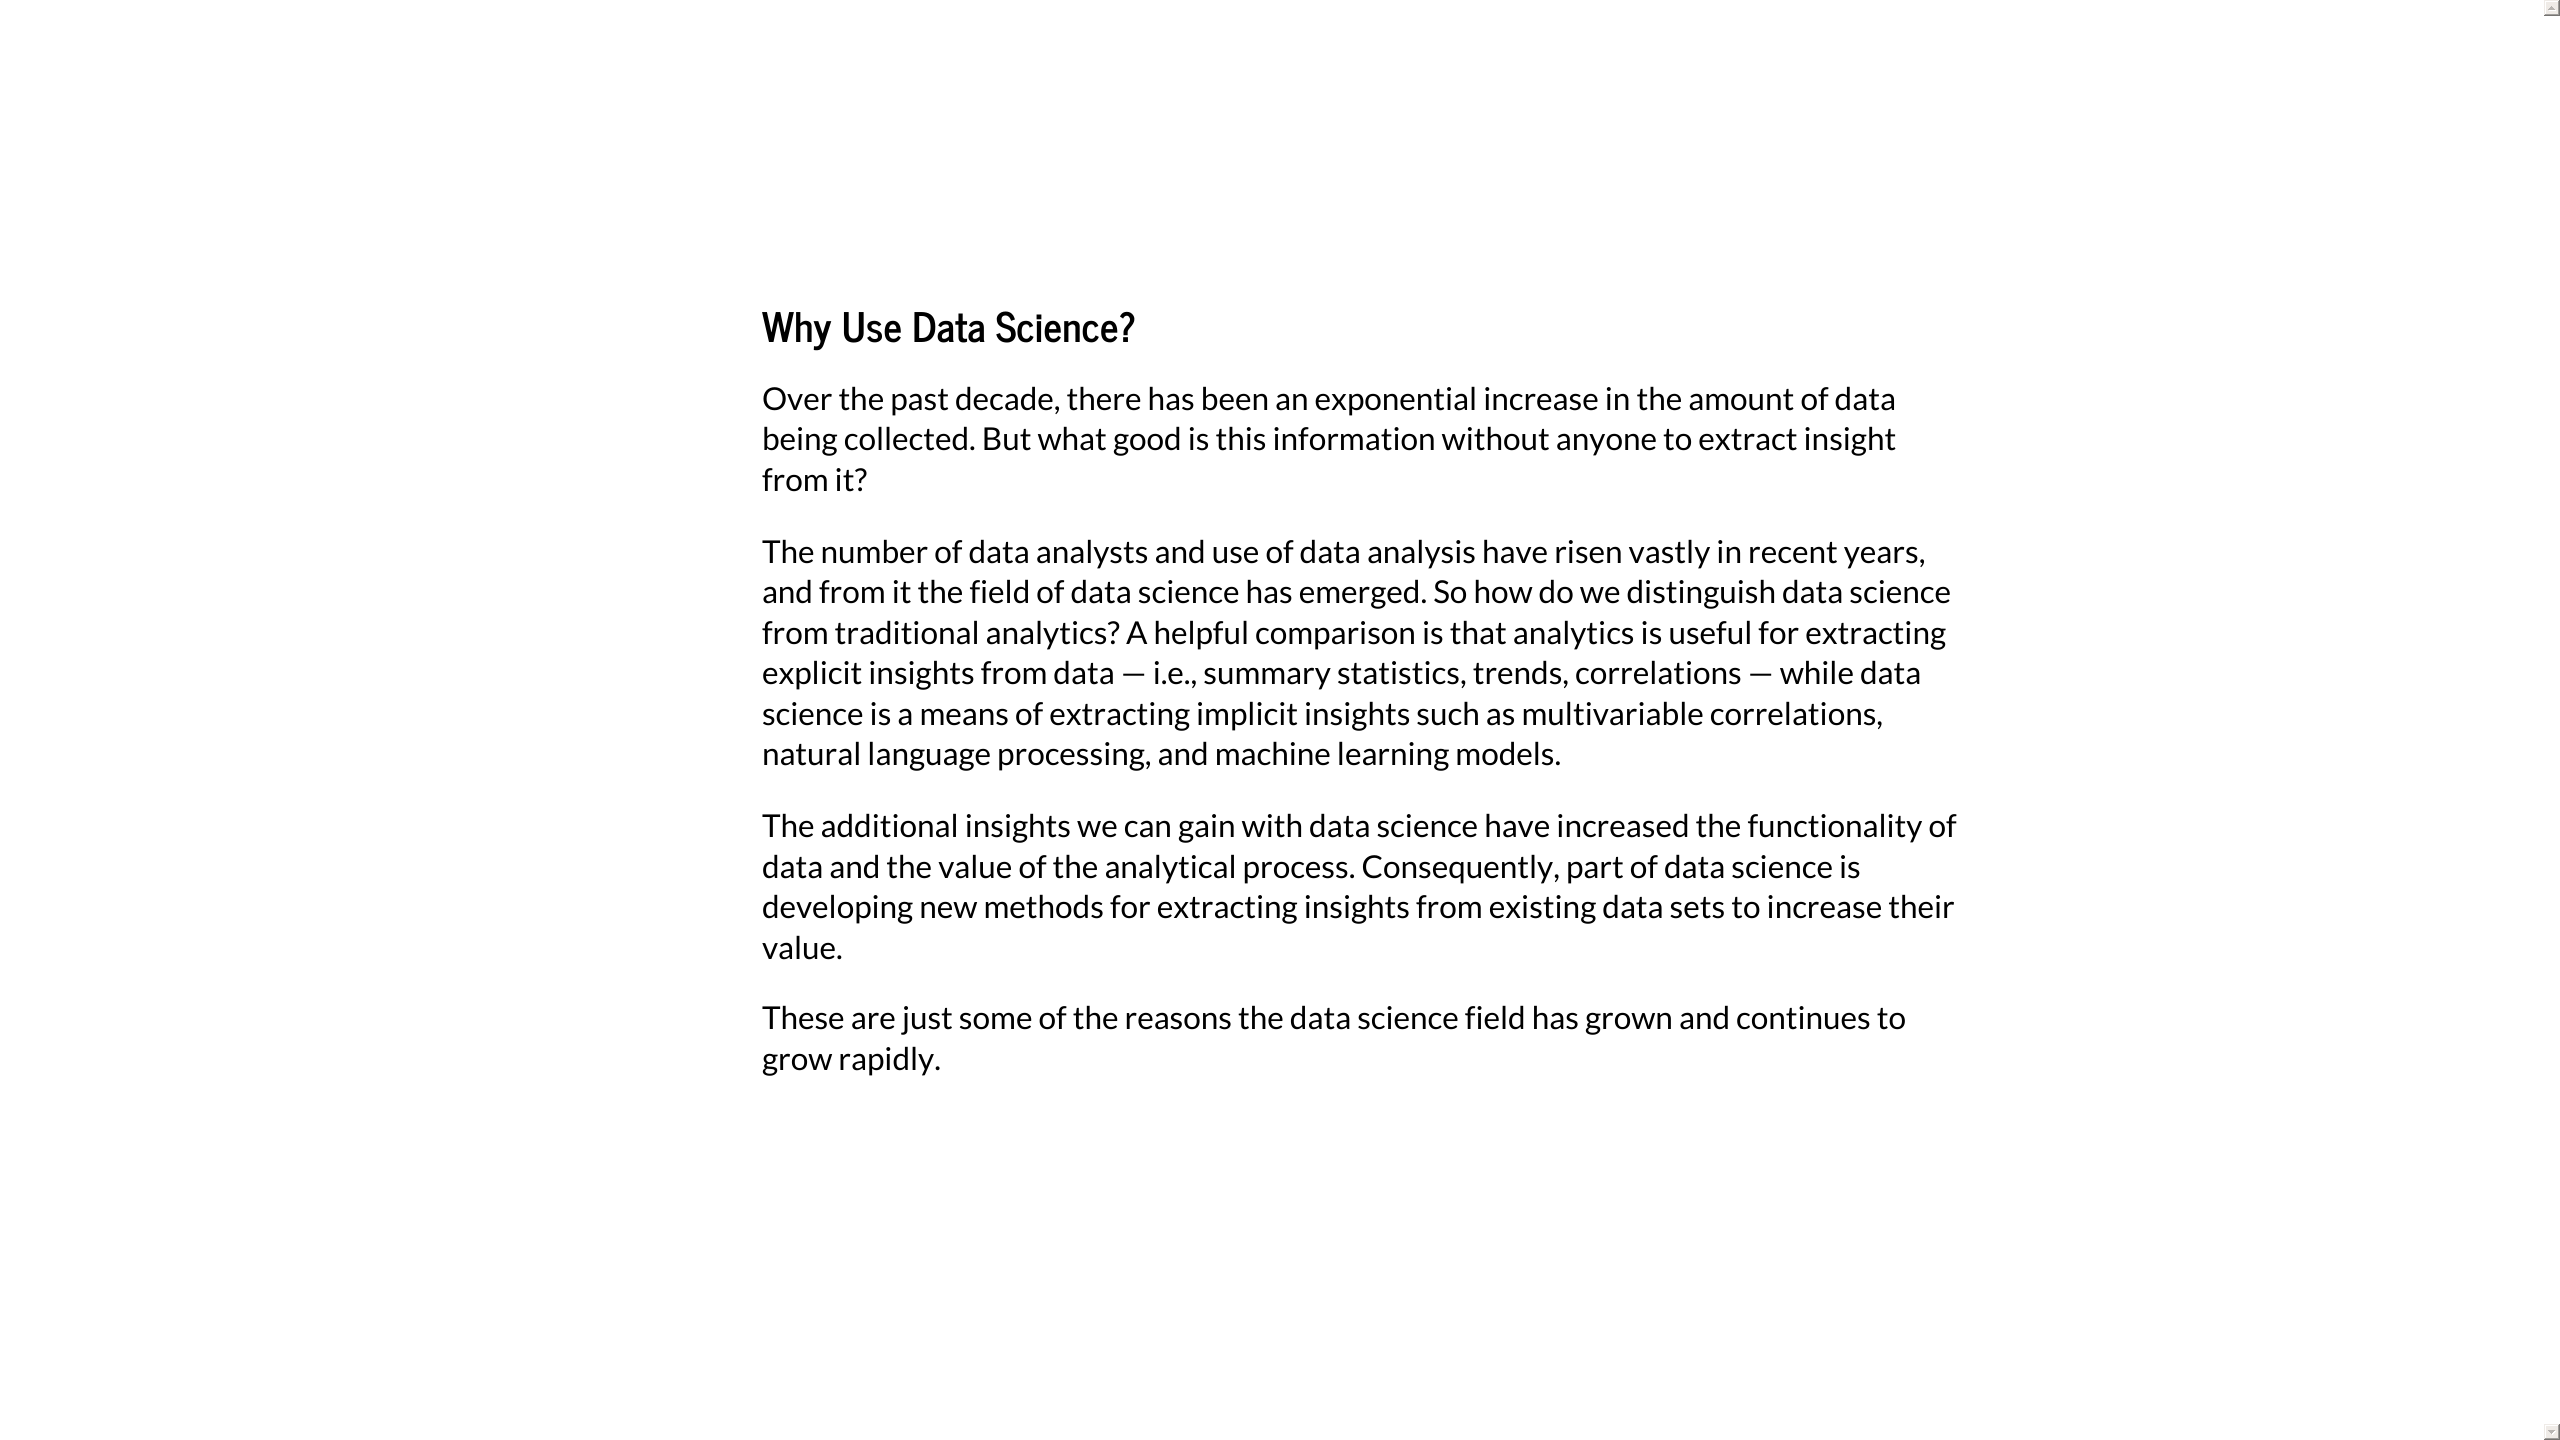 Why Use Data Science?
Over the past decade, there has been an exponential increase in the amount of data
being collected. But what good is this information without anyone to extract insight
from it?
The number of data analysts and use of data analysis have risen vastly in recent years,
and from it the field of data science has emerged. So how do we distinguish data science
from traditional analytics? A helpful comparison is that analytics is useful for extracting
explicit insights from data — i.e., summary statistics, trends, correlations — while data
science is a means of extracting implicit insights such as multivariable correlations,
natural language processing, and machine learning models.
The additional insights we can gain with data science have increased the functionality of
data and the value of the analytical process. Consequently, part of data science is
developing new methods for extracting insights from existing data sets to increase their
value.
These are just some of the reasons the data science field has grown and continues to
grow rapidly.